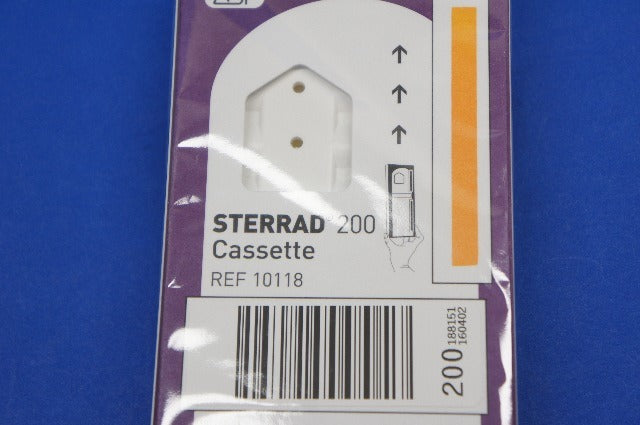 STERRAD 200
Cassette
REF 10118
200
188151
160402